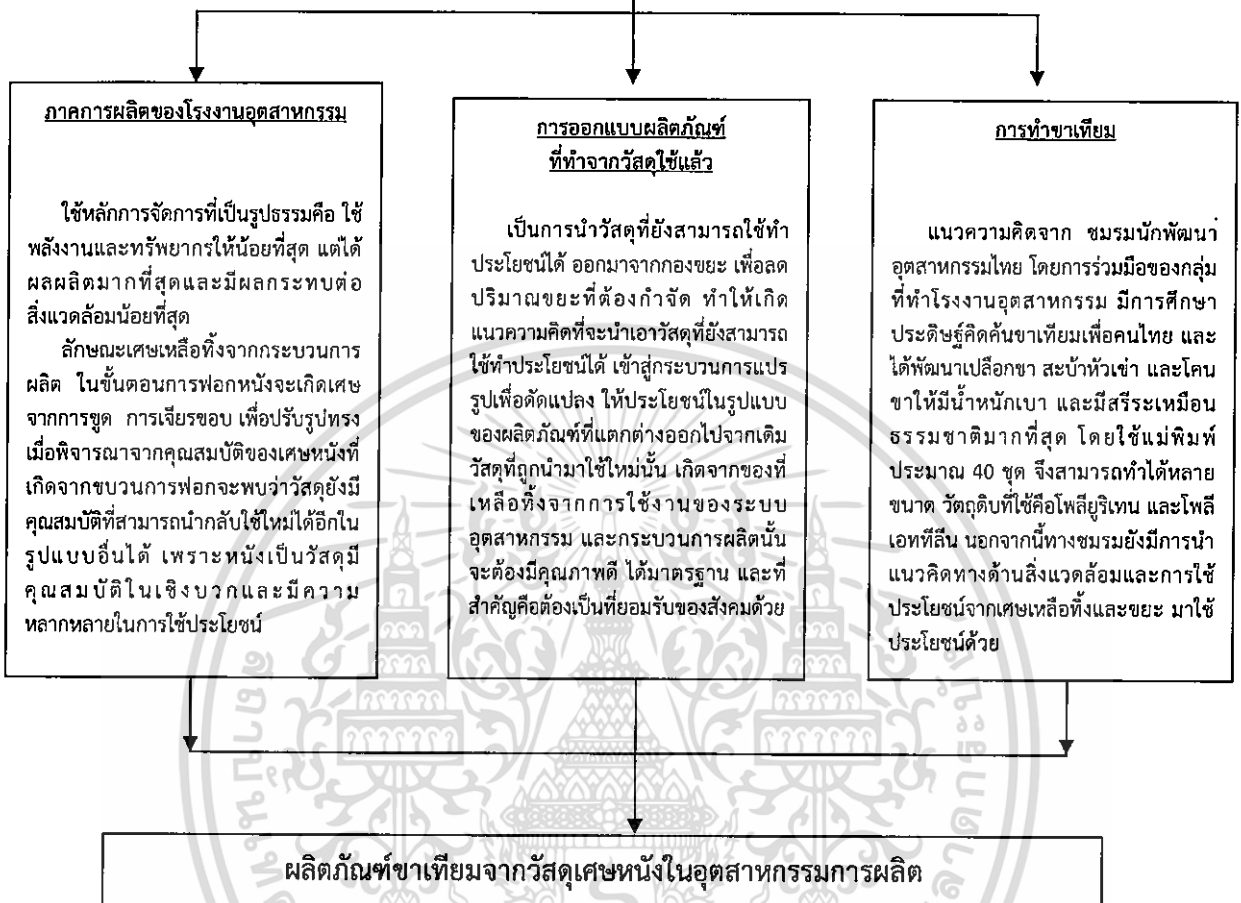 ภาคการผลิตของโรงงานอุตสาหกรรม
ใช้หลักการจัดการที่เป็นรูปธรรมคือ ใช้
พลังงานและทรัพยากรให้น้อยที่สุด แต่ได้
ผลผลิตมากที่สุดและมีผลกระทบต่อ
สิ่งแวดล้อมน้อยที่สุด
ลักษณะเศษเหลือทิ้งจากกระบวนการ
ผลิต ในขั้นตอนการฟอกหนังจะเกิดเศษ
จากการขูด การเจียรขอบ เพื่อปรับรูปทรง
เมื่อพิจารณาจากคุณสมบัติของเศษหนังที่
เกิดจากขบวนการฟอกจะพบว่าวัสดุยังมี
คุณสมบัติที่สามารถนำกลับใช้ใหม่ได้อีกใน
รูปแบบอื่นได้ เพราะหนังเป็นวัสดุมี
คุณสมบัติในเชิงบวกและมีความ
หลากหลายในการใช้ประโยชน์
การออกแบบผลิตภัณฑ์
ที่ทำจากวัสดุใช้แล้ว
เป็นการนำวัสดุที่ยังสามารถใช้ทำ
ประโยชน์ได้ ออกมาจากกองขยะ เพื่อลด
ปริมาณขยะที่ต้องกำจัด ทำให้เกิด
แนวความคิดที่จะนำเอาวัสดุที่ยังสามารถ
ใช้ทำประโยชน์ได้ เข้าสู่กระบวนการแปร
รูปเพื่อดัดแปลง ให้ประโยชน์ในรูปแบบ
ของผลิตภัณฑ์ที่แตกต่างออกไปจากเดิม
วัสดุที่ถูกนำมาใช้ใหม่นั้น เกิดจากของที่
เหลือทิ้งจากการใช้งานของระบบ
อุตสาหกรรม และกระบวนการผลิตนั้น
จะต้องมีคุณภาพดี ได้มาตรฐาน และที่
สำคัญคือต้องเป็นที่ยอมรับของสังคมด้วย
การทำขาเทียม
แนวความคิดจาก ชมรมนักพัฒนา
อุตสาหกรรมไทย โดยการร่วมมือของกลุ่ม
ที่ทำโรงงานอุตสาหกรรม มีการศึกษา
ประดิษฐ์คิดค้นขาเทียมเพื่อคนไทย และ
ได้พัฒนาเปลือกขา สะบ้าหัวเข่า และโคน
ขาให้มีน้ำหนักเบา และมีสรีระเหมือน
ธรรมชาติมากที่สุด โดยใช้แม่พิมพ์
ประมาณ 40 ชุด จึงสามารถทำได้หลาย
ขนาด วัตถุดิบที่ใช้คือโพลียูริเทน และโพลี
เอททีลีน นอกจากนี้ทางชมรมยังมีการนำ
แนวคิดทางด้านสิ่งแวดล้อมและการใช้
ประโยชน์จากเศษเหลือทิ้งและขยะ มาใช้
ประโยชน์ด้วย
ผลิตภัณฑ์ขาเทียมจากวัสดุเศษหนังในอุตสาหกรรมการผลิต